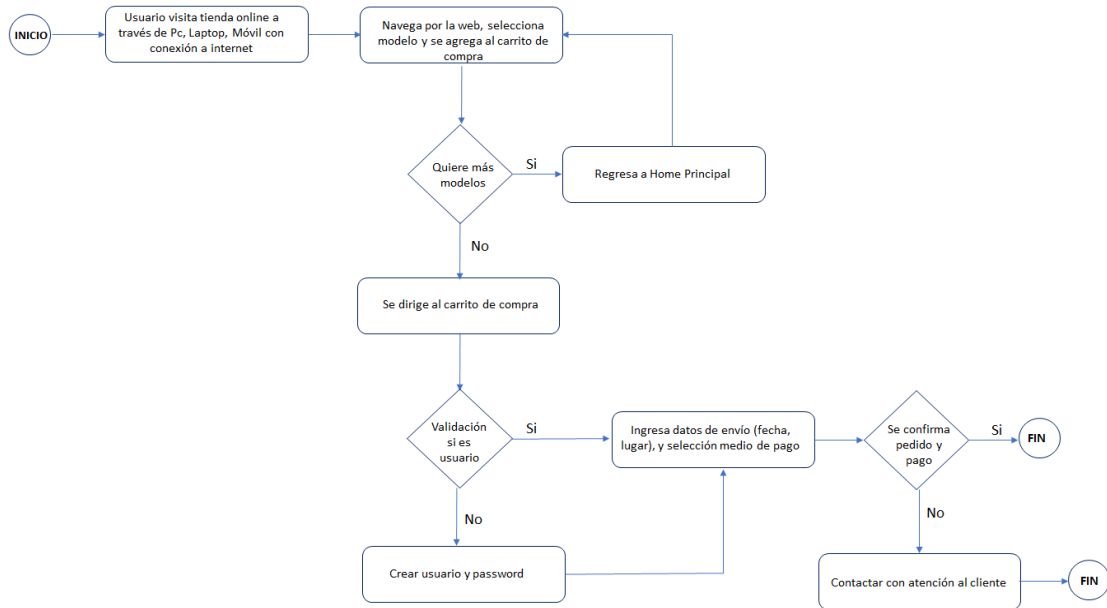 INICIO
Usuario visita tienda online a
través de Pc, Laptop, Móvil con
conexión a internet
Navega por la web, selecciona
modelo y se agrega al carrito de
compra
Quiere más
modelos
Si
Regresa a Home Principal
No
Se dirige al carrito de compra
Validación
si es
usuario
Si
Ingresa datos de envío (fecha,
lugar), y selección medio de pago
Se confirma
pedido y
pago
Si
FIN
No
Crear usuario y password
No
Contactar con atención al cliente
FIN